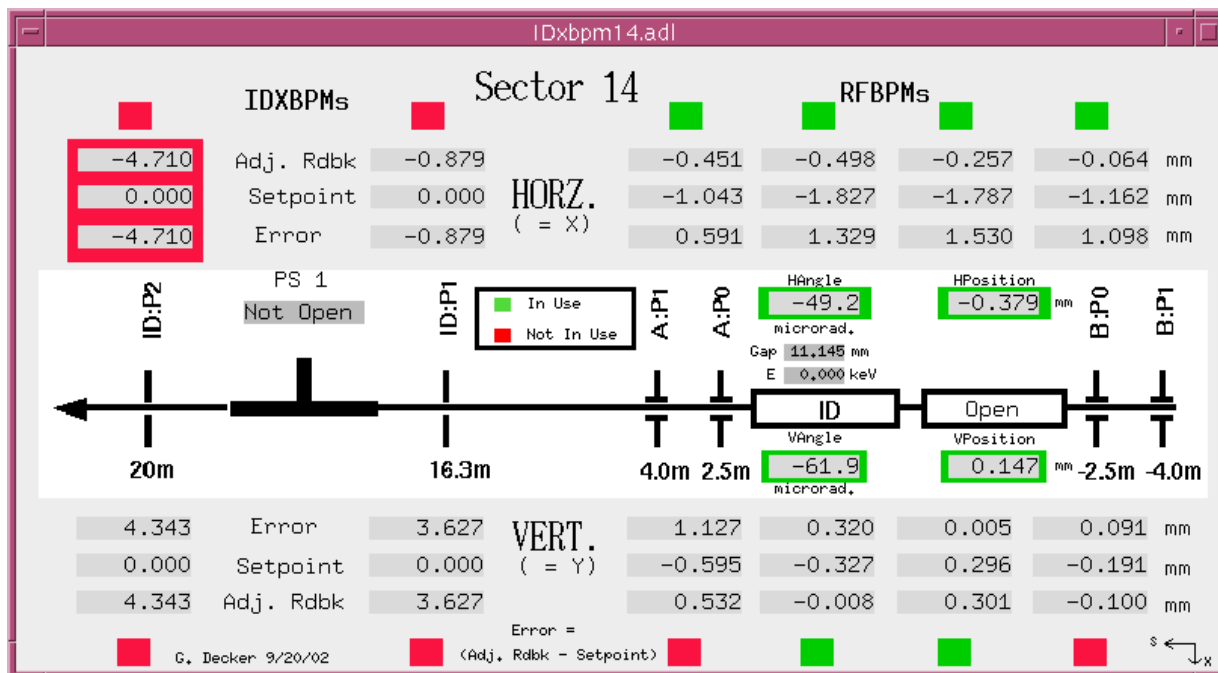 IDxbpm14.adl
Sector 14
IDXBPMs RFBPMs
-4.710 Adj. Rdbk -0.879 -0.451 -0.498 -0.257 -0.064 mm
0.000 Setpoint 0.000 HORZ. -1.043 -1.827 -1.787 -1.162 mm
( = X)
-4.710 Error -0.879 0.591 1.329 1.530 1.098 mm
ID:P2 PS 1 ID:P1 A:P1 A:P0 HAngle HPosition B:P0 B:P1
Not Open In Use -49.2 -0.379 mm
Not In Use microrad.
Gap 11.145 mm
E 0.000 keV
ID Open
VAngle VPosition
20m 16.3m 4.0m 2.5m -61.9 0.147 mm -2.5m -4.0m
microrad.
4.343 Error 3.627 VERT. 1.127 0.320 0.005 0.091 mm
0.000 Setpoint 0.000 ( = Y) -0.595 -0.327 0.296 -0.191 mm
4.343 Adj. Rdbk 3.627 0.532 -0.008 0.301 -0.100 mm
Error =
G. Decker 9/20/02 (Adj. Rdbk - Setpoint) S
X